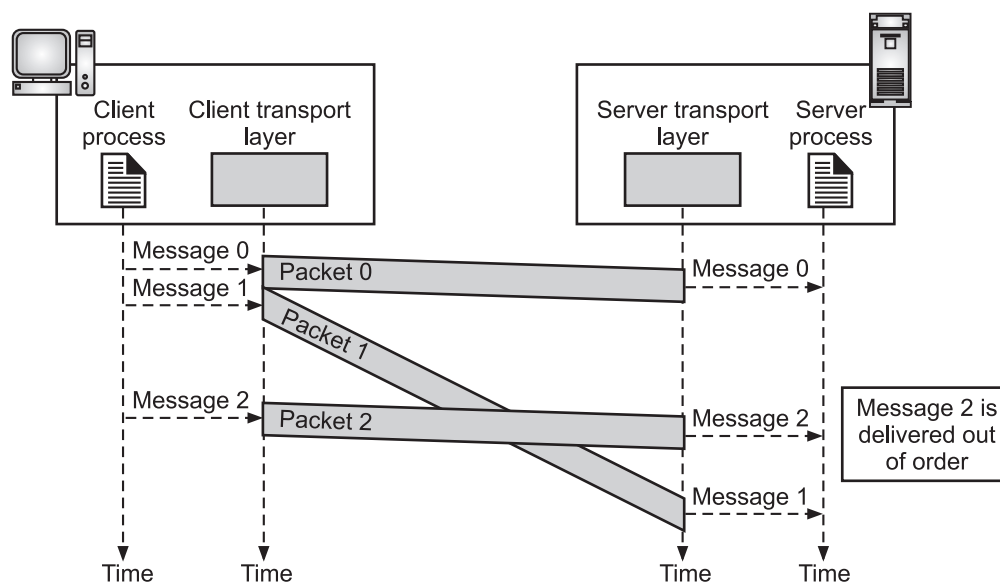 Client process
Client transport layer
Server transport layer
Server process
Message 0
Packet 0
Message 0
Message 1
Packet 1
Message 2
Packet 2
Message 2
Message 2 is
delivered out
of order
Message 1
Time
Time
Time
Time